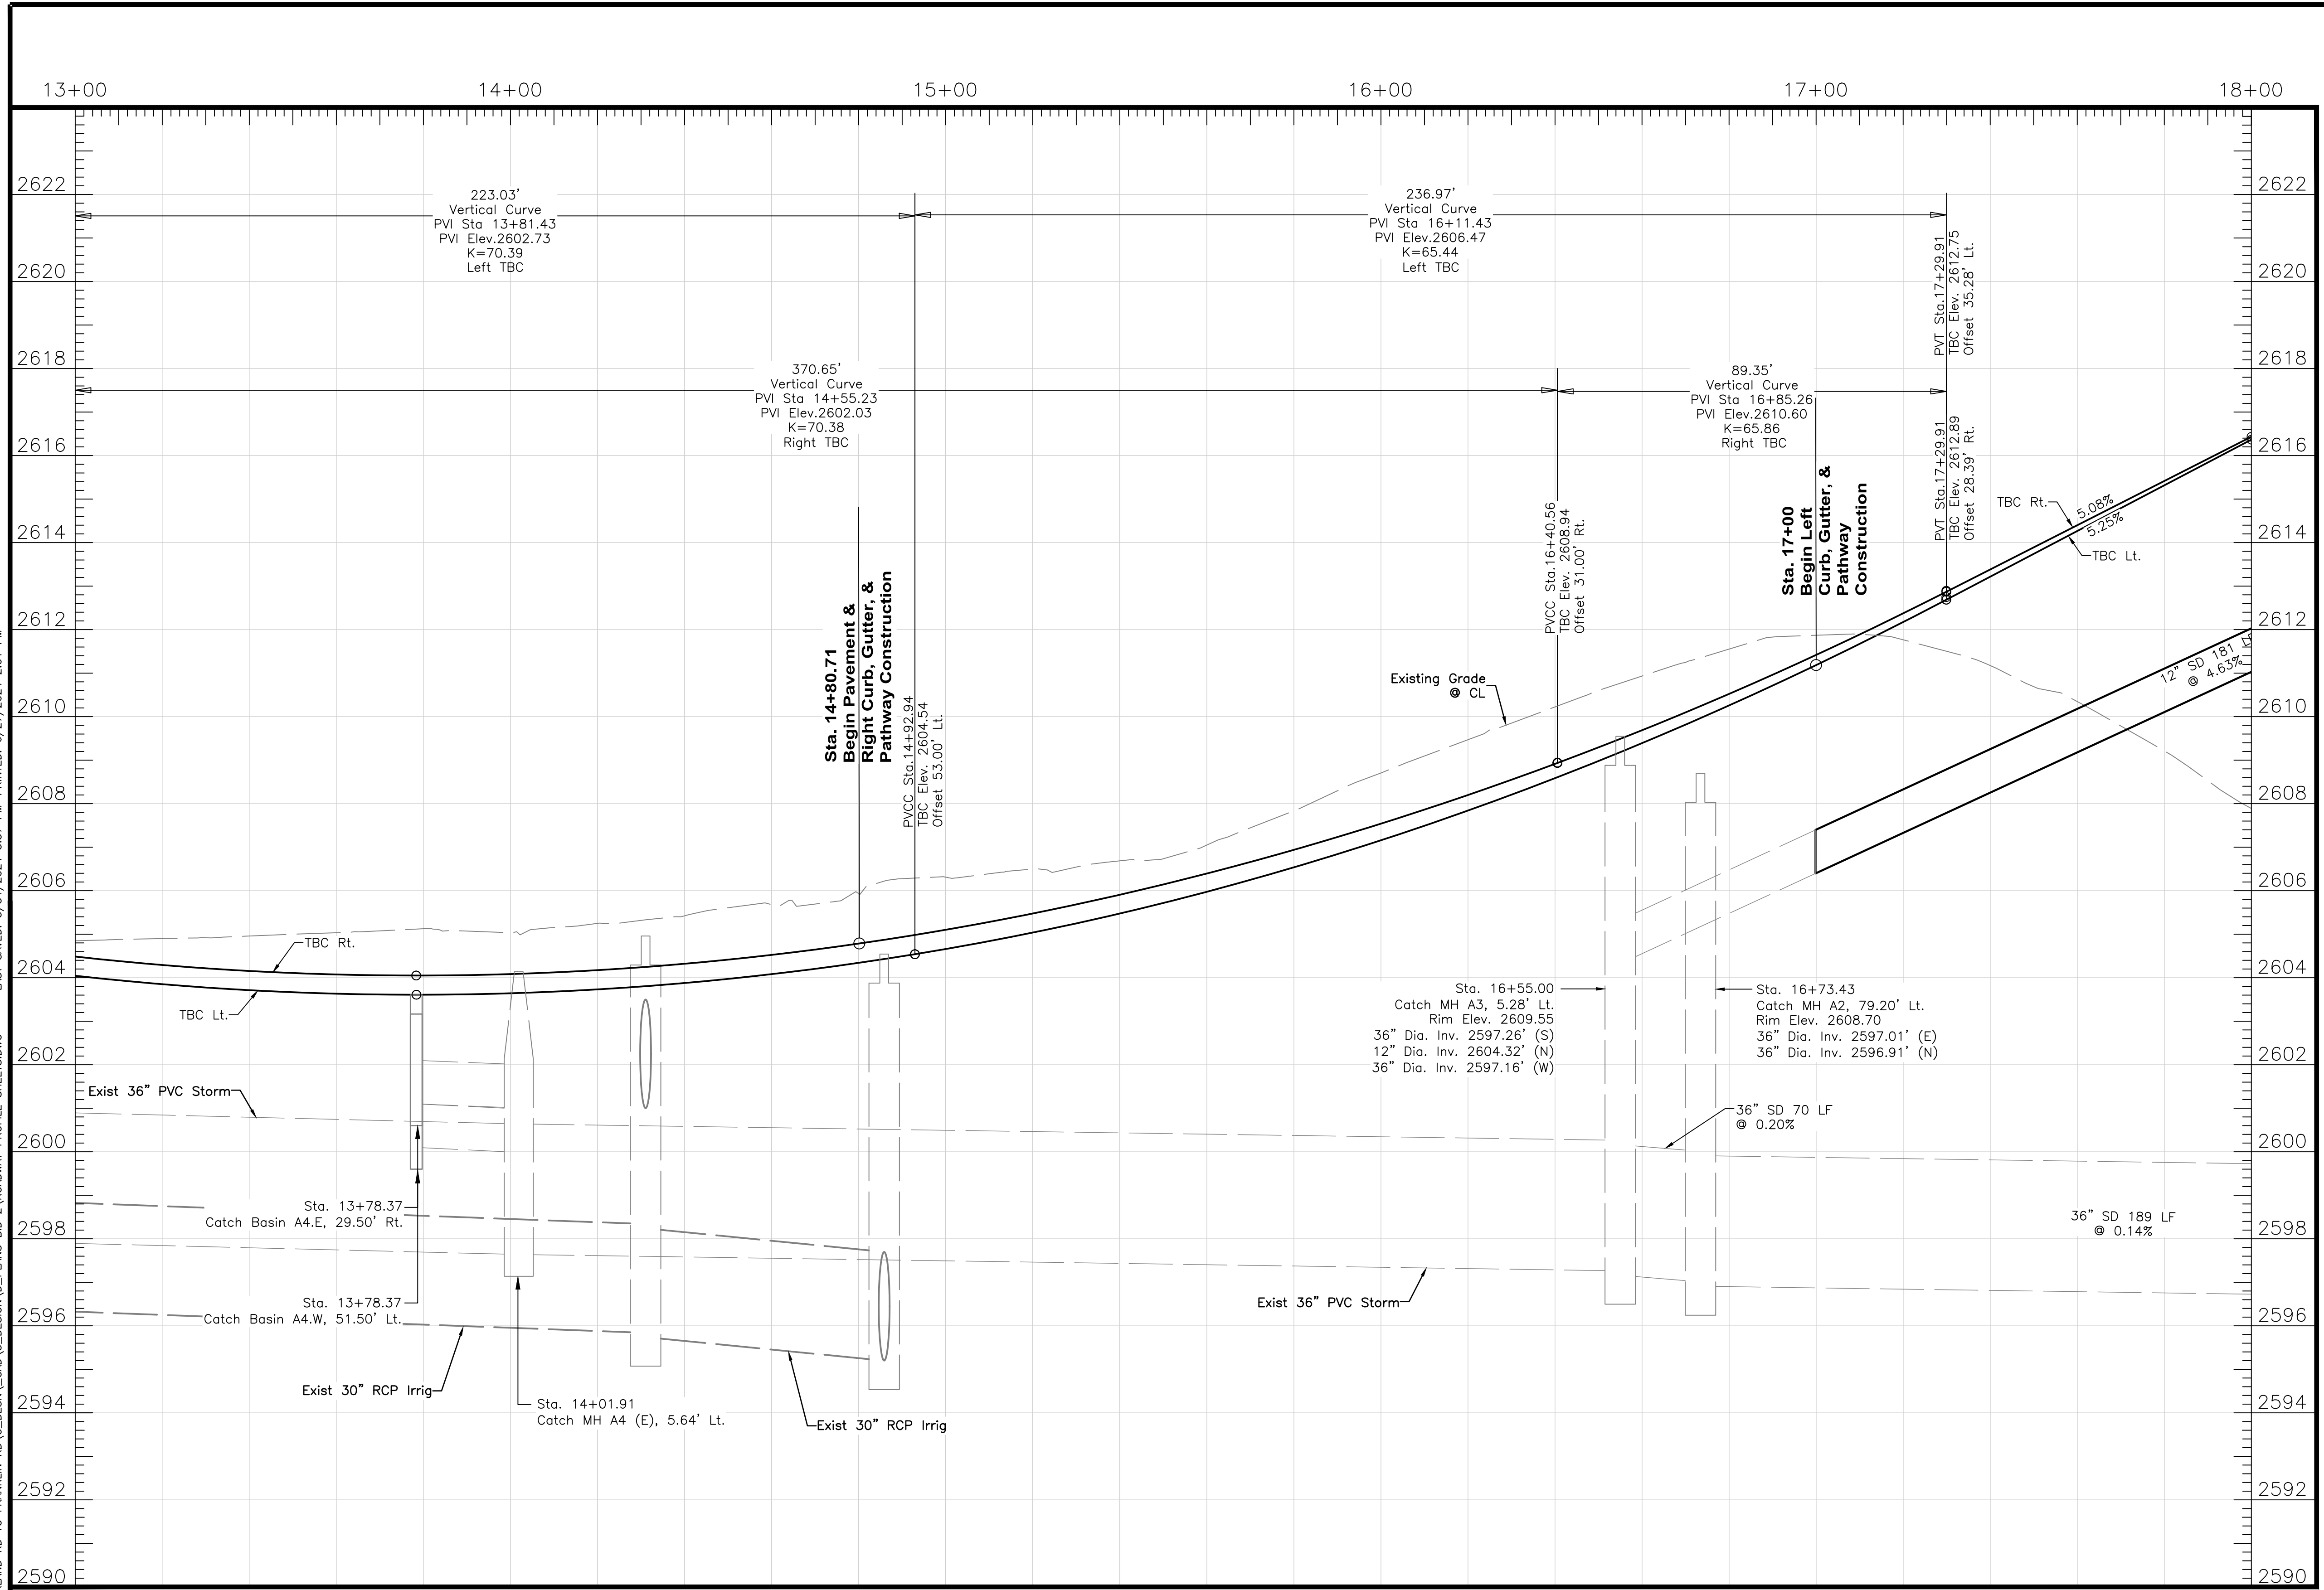 13+00
14+00
15+00
16+00
17+00
18+00
2622
2620
2618
2616
2614
2612
2610
2608
2606
2604
2602
2600
2598
2596
2594
2592
2590
223.03'
Vertical Curve
PVI Sta 13+81.43
PVI Elev.2602.73
K=70.39
Left TBC
236.97'
Vertical Curve
PVI Sta 16+11.43
PVI Elev.2606.47
K=65.44
Left TBC
370.65'
Vertical Curve
PVI Sta 14+55.23
PVI Elev.2602.03
K=70.38
Right TBC
89.35'
Vertical Curve
PVI Sta 16+85.26
PVI Elev.2610.60
K=65.86
Right TBC
PVT Sta.17+29.91
TBC Elev. 2612.75
Offset 35.28' Lt.
PVT Sta.17+29.91
TBC Elev. 2612.89
Offset 28.39' Rt.
Sta. 14+80.71
Begin Pavement &
Right Curb, Gutter, &
Pathway Construction
PVCC Sta.14+92.94
TBC Elev. 2604.54
Offset 53.00' Lt.
PVCC Sta.16+40.56
TBC Elev. 2608.94
Offset 31.00' Rt.
Sta. 17+00
Begin Left
Curb, Gutter, &
Pathway
Construction
TBC Rt.
5.08%
5.25%
TBC Lt.
12" SD 181
@ 4.63%
Existing Grade
@ CL
TBC Rt.
TBC Lt.
Exist 36" PVC Storm
Sta. 13+78.37
Catch Basin A4.E, 29.50' Rt.
Sta. 13+78.37
Catch Basin A4.W, 51.50' Lt.
Exist 30" RCP Irrig
Sta. 14+01.91
Catch MH A4 (E), 5.64' Lt.
Exist 30" RCP Irrig
Sta. 16+55.00
Catch MH A3, 5.28' Lt.
Rim Elev. 2609.55
36" Dia. Inv. 2597.26' (S)
12" Dia. Inv. 2604.32' (N)
36" Dia. Inv. 2597.16' (W)
Sta. 16+73.43
Catch MH A2, 79.20' Lt.
Rim Elev. 2608.70
36" Dia. Inv. 2597.01' (E)
36" Dia. Inv. 2596.91' (N)
36" SD 70 LF
@ 0.20%
Exist 36" PVC Storm
36" SD 189 LF
@ 0.14%
2622
2620
2618
2616
2614
2612
2610
2608
2606
2604
2602
2600
2598
2596
2594
2592
2590